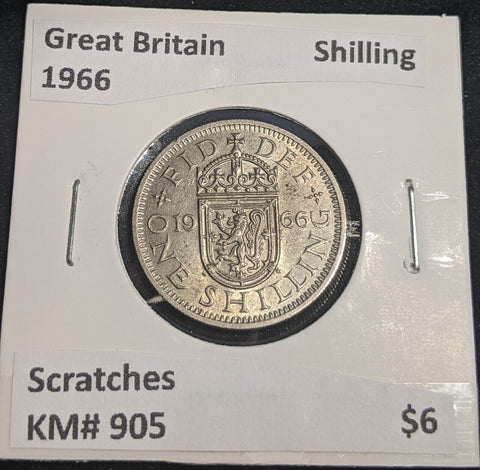 Great Britain Shilling
1966
FID DEF
19 66
ONE SHILLING
Scratches
KM# 905 $6